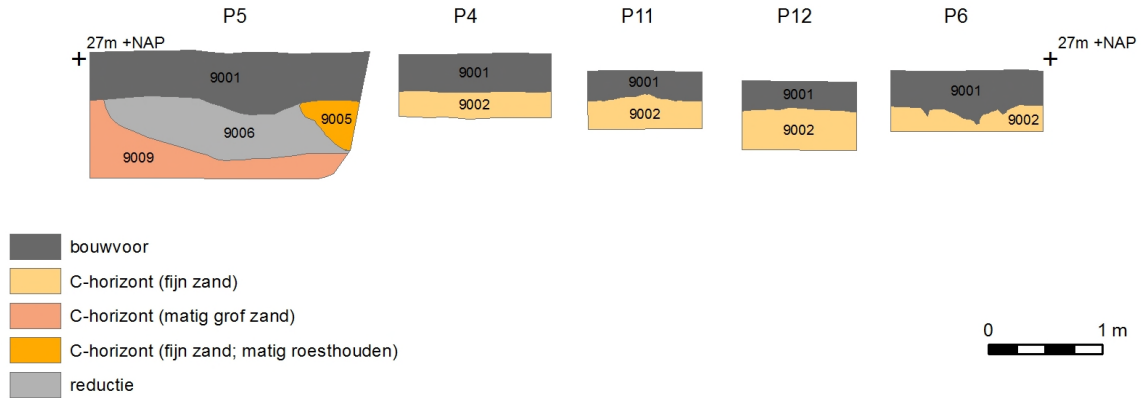 P5 P4 P11 P12 P6
27m +NAP 27m +NAP
9001 9001 9001 9001 9001
9006 9005 9002 9002 9002 9002
9009
bouwvoor
C-horizont (fijn zand)
C-horizont (matig grof zand)
C-horizont (fijn zand; matig roesthouden)
reductie
0 1 m